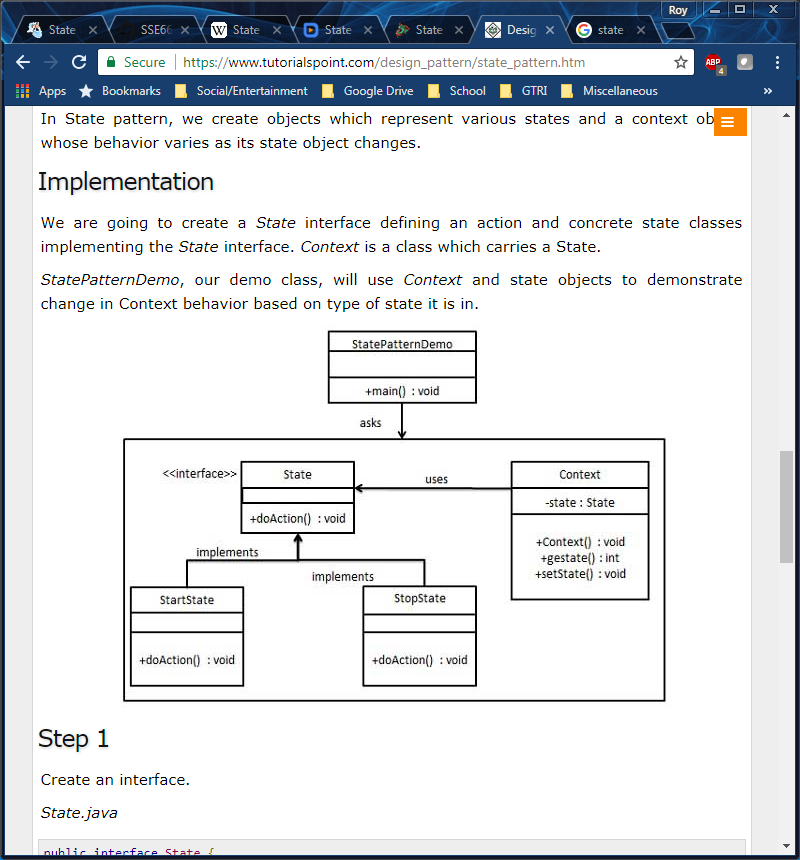 Roy
State
SSE6
State
State
State
Desig
state
Secure
https://www.tutorialspoint.com/design_pattern/state_pattern.htm
ABP
4
Apps
Bookmarks
Social/Entertainment
Google Drive
School
GTRI
Miscellaneous
»
In State pattern, we create objects which represent various states and a context ob
whose behavior varies as its state object changes.
Implementation
We are going to create a State interface defining an action and concrete state classes
implementing the State interface. Context is a class which carries a State.
StatePatternDemo, our demo class, will use Context and state objects to demonstrate
change in Context behavior based on type of state it is in.
StatePatternDemo
+main() : void
asks
<<interface>>
State
+doAction() : void
uses
Context
-state : State
+Context() : void
+gestate() : int
+setState() : void
implements
implements
StartState
+doAction() : void
StopState
+doAction() : void
Step 1
Create an interface.
State.java
public interface State {